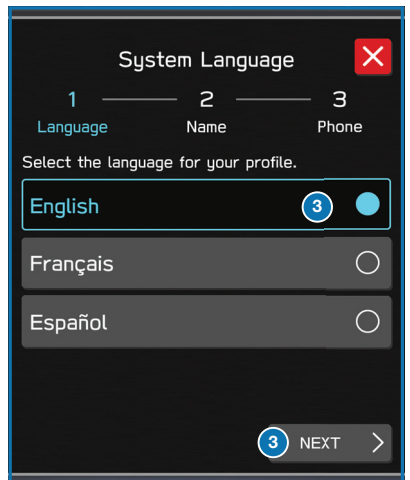 System Language
1 2 3
Language Name Phone
Select the language for your profile.
English 3
Français
Español
3 NEXT